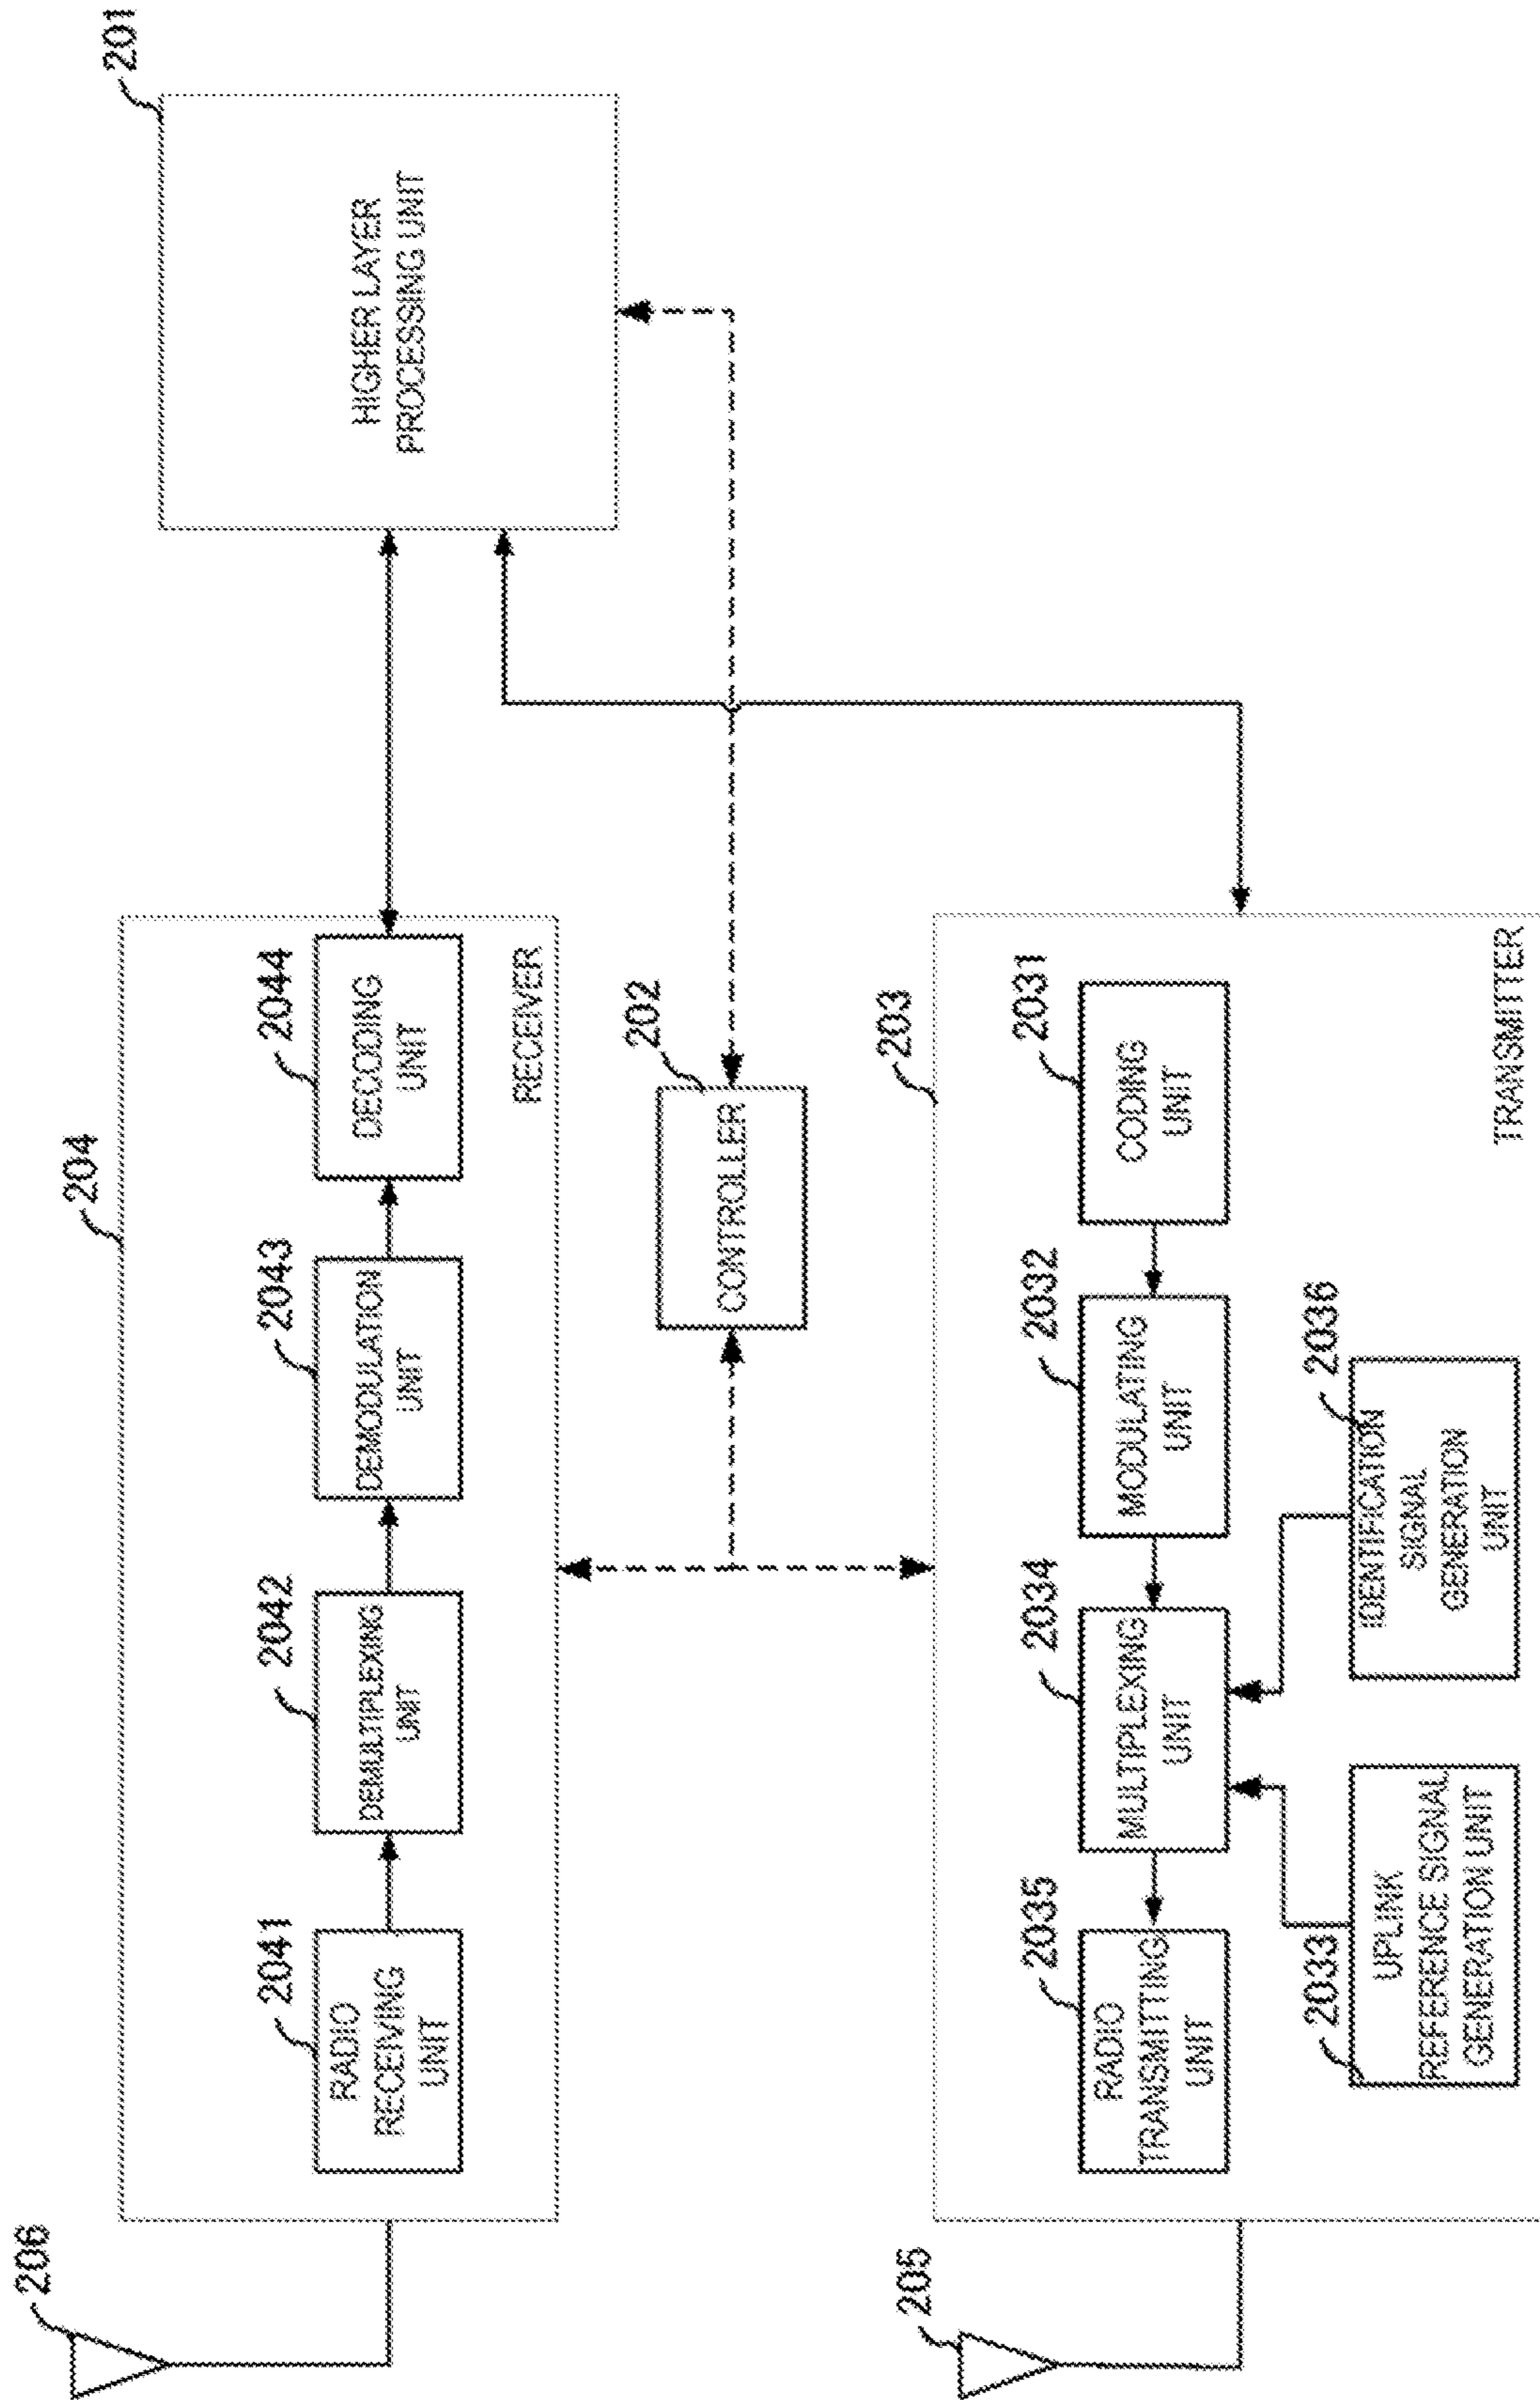 206
204
2041
RADIO
RECEIVING
UNIT
2042
DEMULTIPLEXING
UNIT
2043
DEMODULATION
UNIT
2044
DECODING
UNIT
RECEIVER
201
HIGHER LAYER
PROCESSING UNIT
202
CONTROLLER
205
203
2035
RADIO
TRANSMITTING
UNIT
2034
MULTIPLEXING
UNIT
2032
MODULATING
UNIT
2031
CODING
UNIT
2033
UPLINK
REFERENCE SIGNAL
GENERATION UNIT
2036
IDENTIFICATION
SIGNAL
GENERATION
UNIT
TRANSMITTER